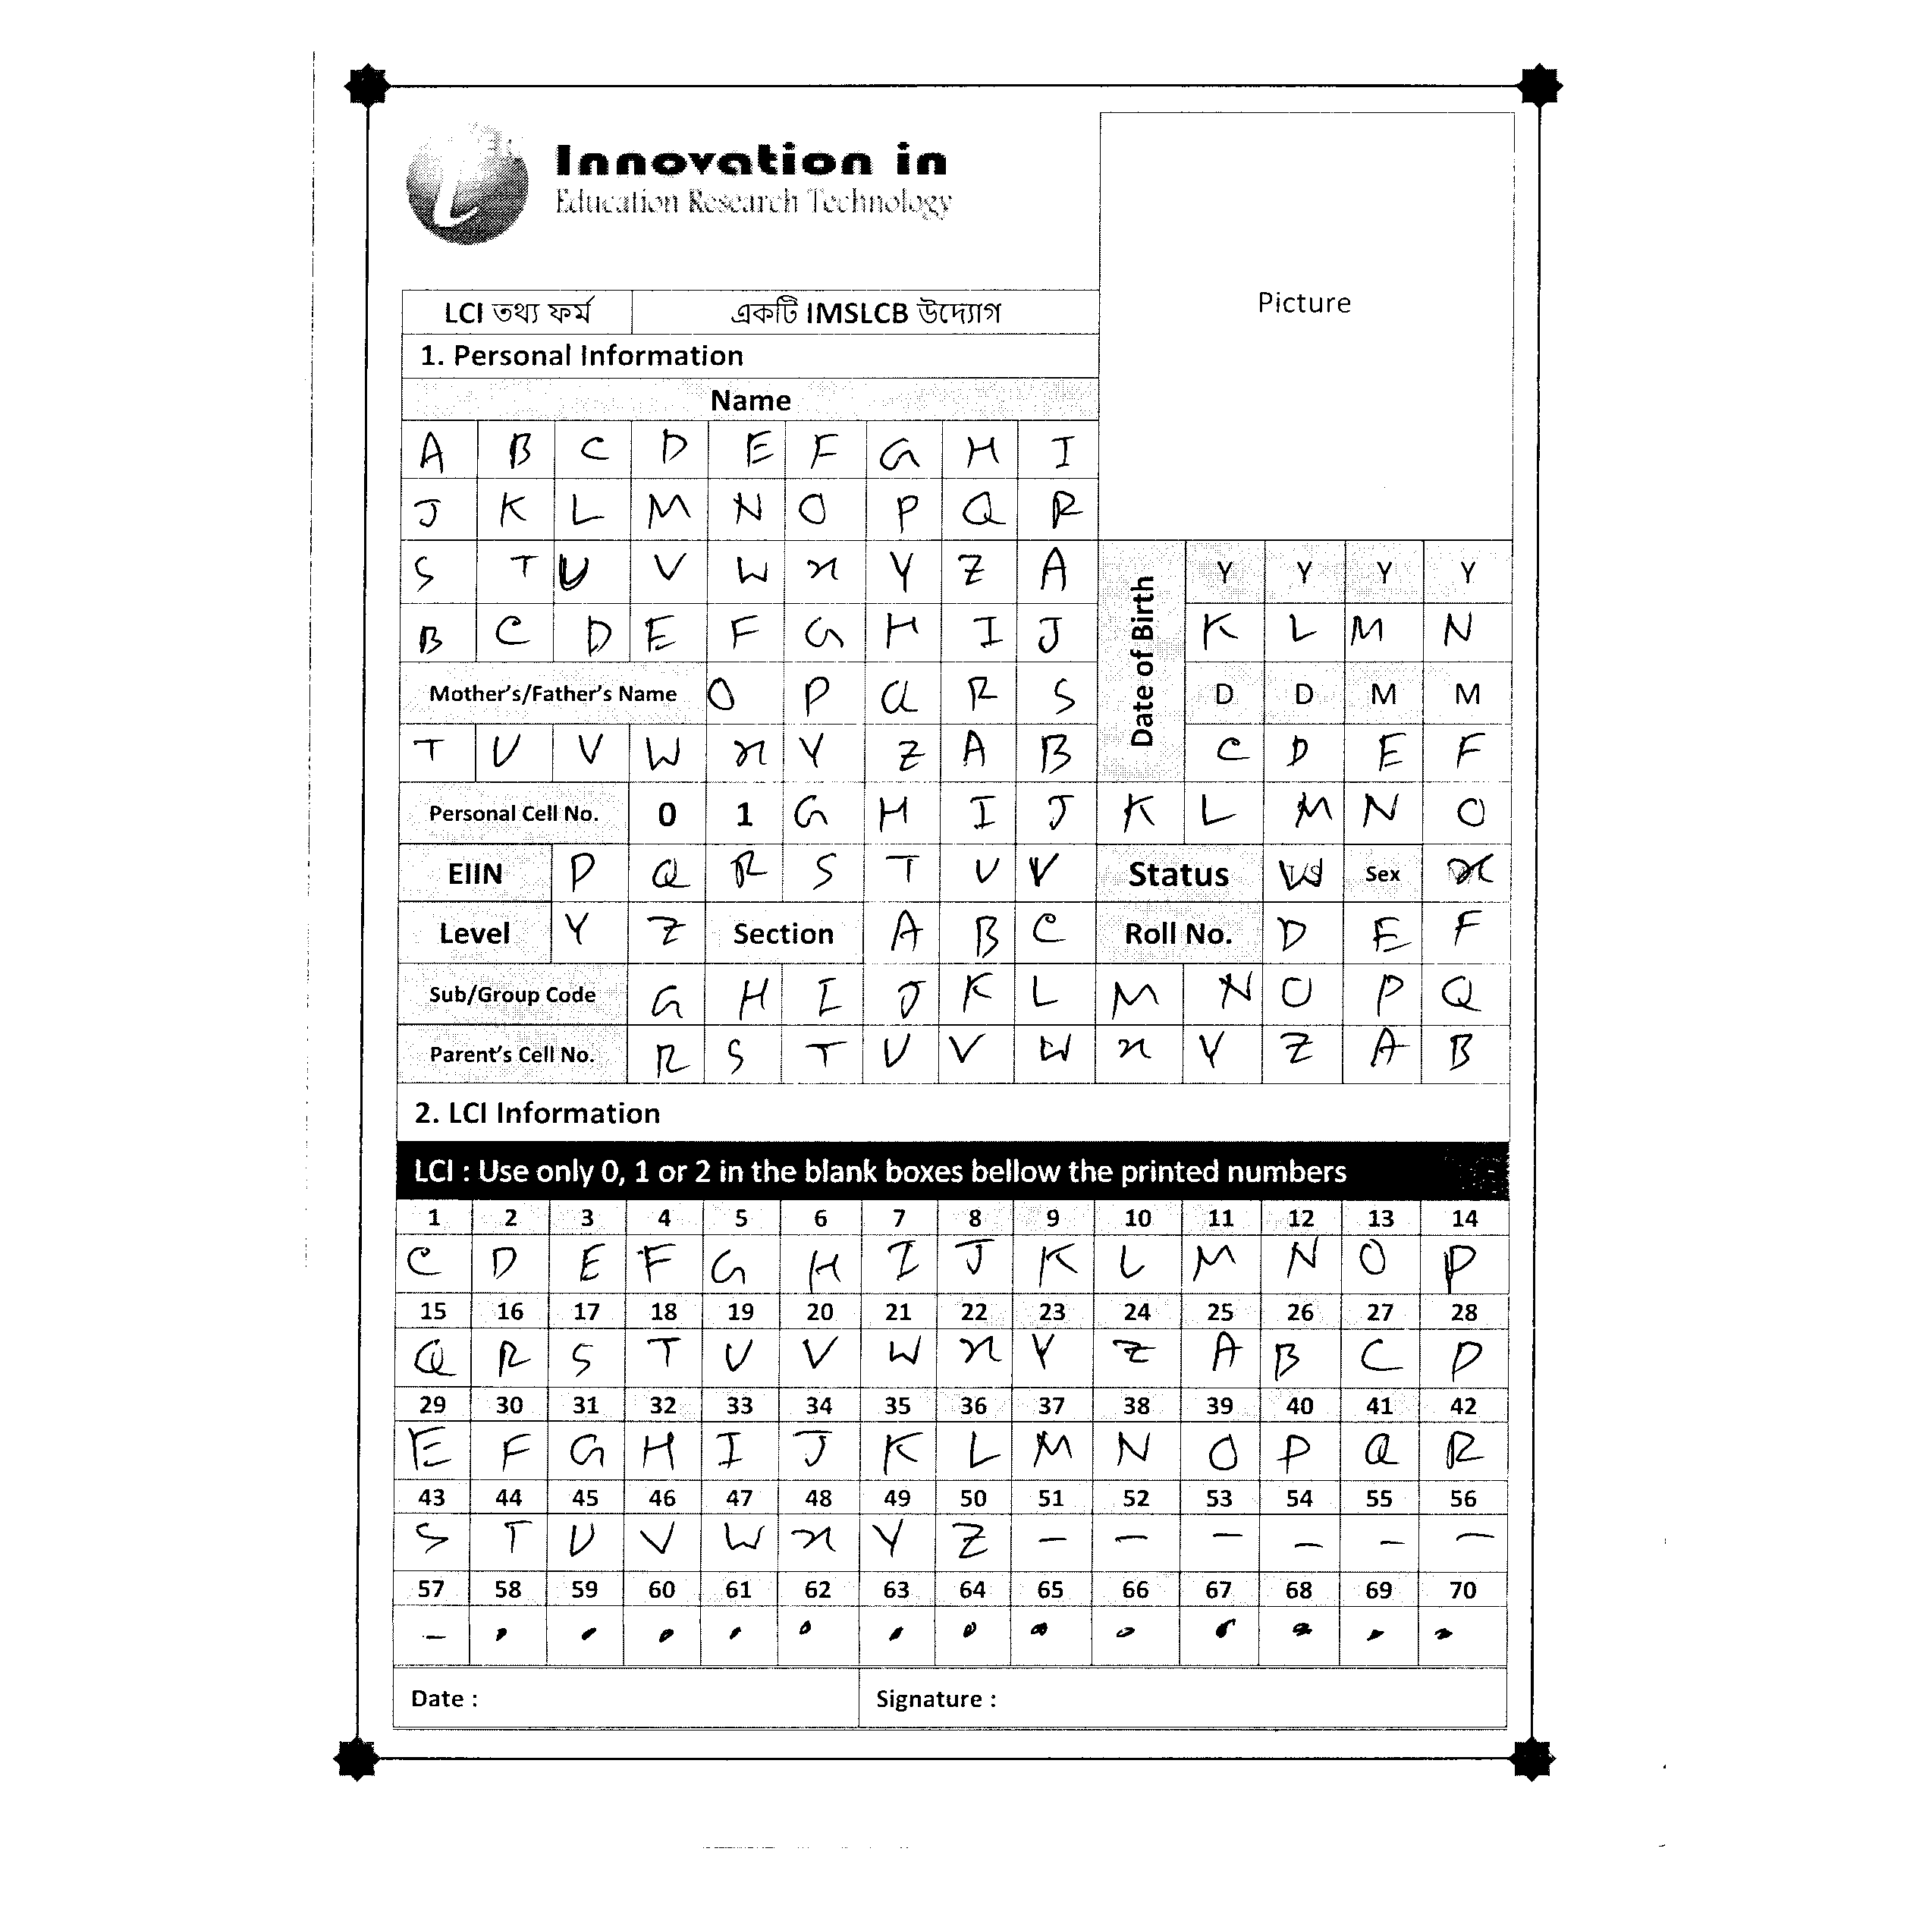 Innovation in
Education Research Technology
Picture
LCI তথ্য ফর্ম একটি IMSLCB উদ্যোগ
1. Personal Information
Name
A B C D E F G H I
J K L M N O P Q R
S T U V W X Y Z A
Date of Birth
Y Y Y Y
B C D E F G H I J K L M N
Mother's/Father's Name O P Q R S D D M M
T U V W X Y Z A B C D E F
Personal Cell No. 0 1 G H I J K L M N O
EIIN P Q R S T U V Status W Sex X
Level Y Z Section A B C Roll No. D E F
Sub/Group Code G H I J K L M N O P Q
Parent's Cell No. R S T U V W X Y Z A B
2. LCI Information
LCI : Use only 0, 1 or 2 in the blank boxes bellow the printed numbers
1 2 3 4 5 6 7 8 9 10 11 12 13 14
C D E F G H I J K L M N O P
15 16 17 18 19 20 21 22 23 24 25 26 27 28
Q R S T U V W X Y Z A B C D
29 30 31 32 33 34 35 36 37 38 39 40 41 42
E F G H I J K L M N O P Q R
43 44 45 46 47 48 49 50 51 52 53 54 55 56
S T U V W X Y Z - - - - - -
57 58 59 60 61 62 63 64 65 66 67 68 69 70
- . . . . . . . . . . . . .
Date : Signature :